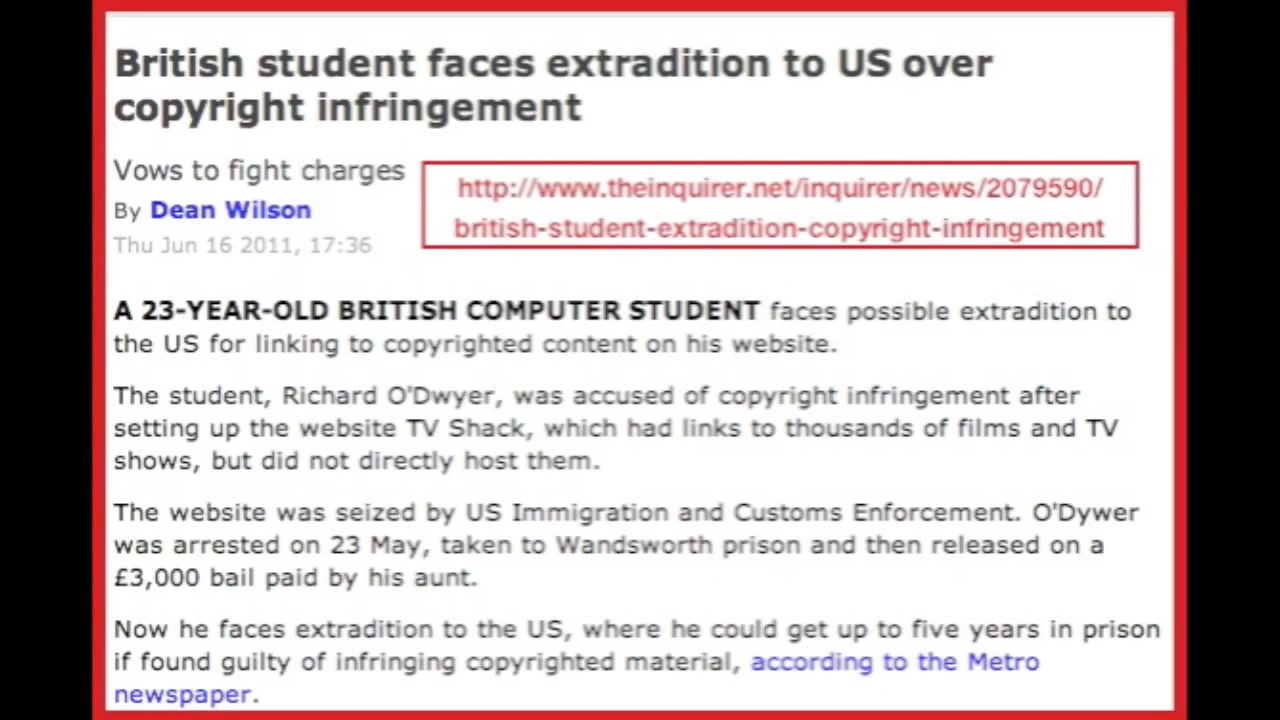 British student faces extradition to US over
copyright infringement
Vows to fight charges
By Dean Wilson
Thu Jun 16 2011, 17:36
http://www.theinquirer.net/inquirer/news/2079590/
british-student-extradition-copyright-infringement
A 23-YEAR-OLD BRITISH COMPUTER STUDENT faces possible extradition to
the US for linking to copyrighted content on his website.
The student, Richard O'Dwyer, was accused of copyright infringement after
setting up the website TV Shack, which had links to thousands of films and TV
shows, but did not directly host them.
The website was seized by US Immigration and Customs Enforcement. O'Dywer
was arrested on 23 May, taken to Wandsworth prison and then released on a
£3,000 bail paid by his aunt.
Now he faces extradition to the US, where he could get up to five years in prison
if found guilty of infringing copyrighted material, according to the Metro
newspaper.